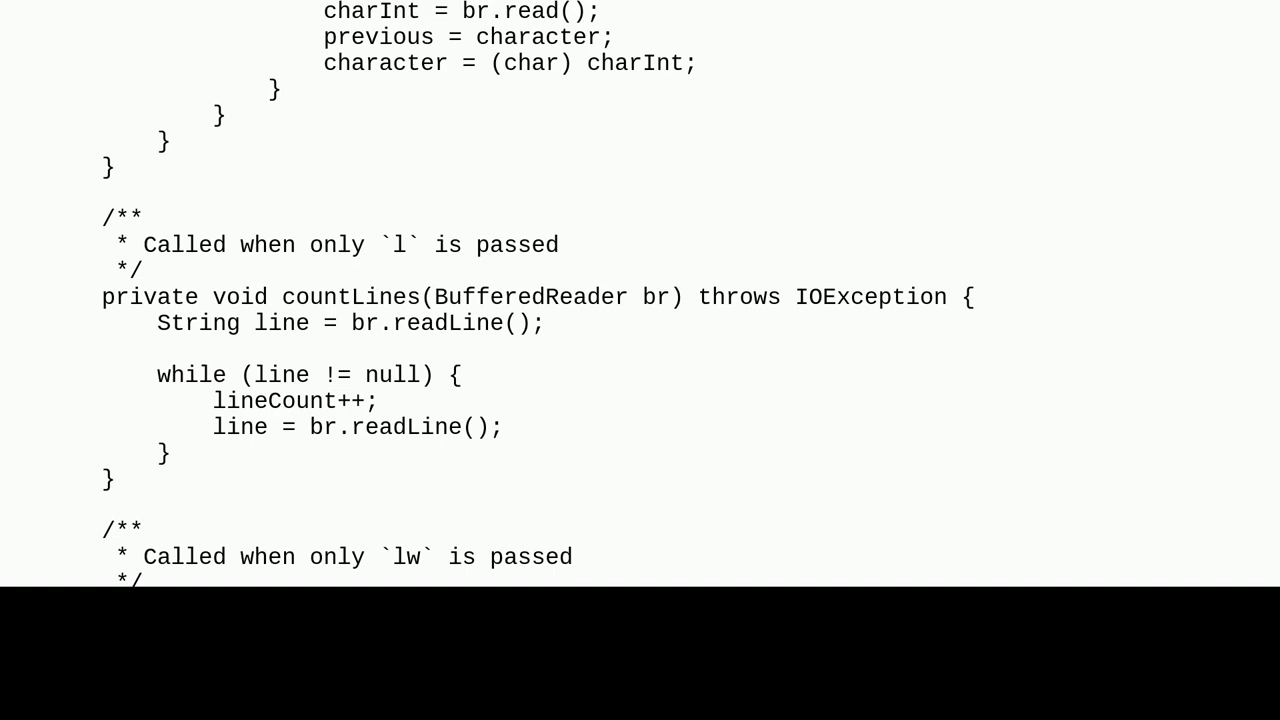 charInt = br.read();
previous = character;
character = (char) charInt;
}
}
}
}
/**
* Called when only `l` is passed
*/
private void countLines(BufferedReader br) throws IOException {
String line = br.readLine();
while (line != null) {
lineCount++;
line = br.readLine();
}
}
/**
* Called when only `lw` is passed
*/